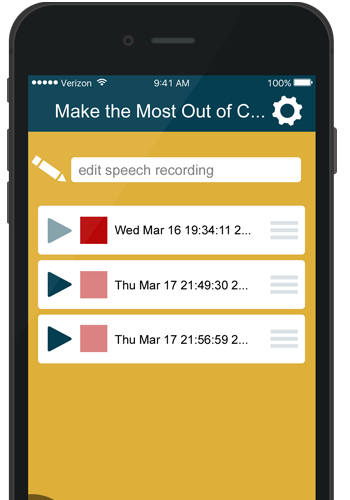 Verizon 9:41 AM 100%
Make the Most Out of C...
edit speech recording
Wed Mar 16 19:34:11 2...
Thu Mar 17 21:49:30 2...
Thu Mar 17 21:56:59 2...